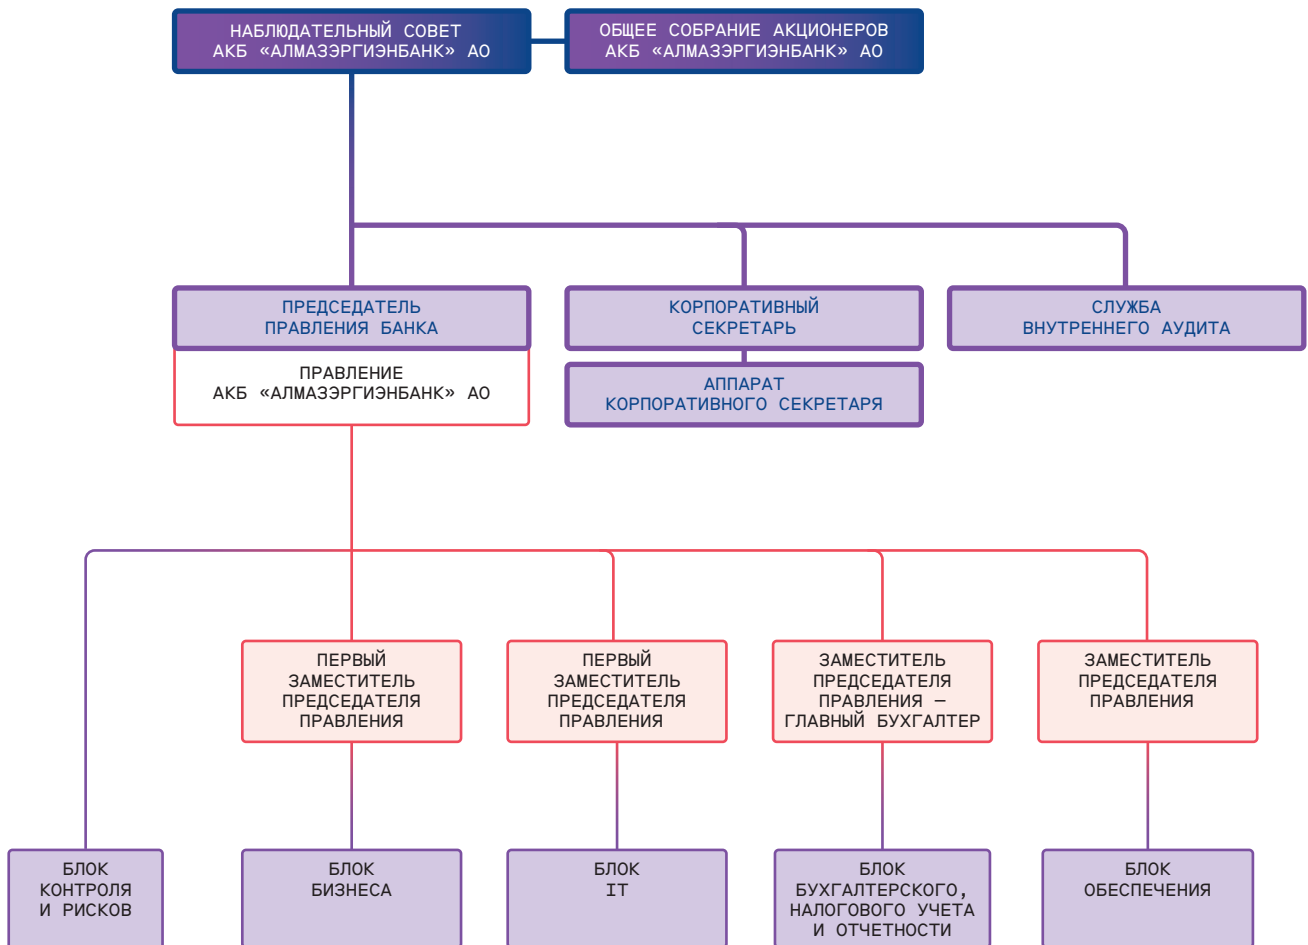 НАБЛЮДАТЕЛЬНЫЙ СОВЕТ
АКБ «АЛМАЗЭРГИЭНБАНК» АО
ОБЩЕЕ СОБРАНИЕ АКЦИОНЕРОВ
АКБ «АЛМАЗЭРГИЭНБАНК» АО
ПРЕДСЕДАТЕЛЬ
ПРАВЛЕНИЯ БАНКА
ПРАВЛЕНИЕ
АКБ «АЛМАЗЭРГИЭНБАНК» АО
КОРПОРАТИВНЫЙ
СЕКРЕТАРЬ
АППАРАТ
КОРПОРАТИВНОГО СЕКРЕТАРЯ
СЛУЖБА
ВНУТРЕННЕГО АУДИТА
ПЕРВЫЙ
ЗАМЕСТИТЕЛЬ
ПРЕДСЕДАТЕЛЯ
ПРАВЛЕНИЯ
ПЕРВЫЙ
ЗАМЕСТИТЕЛЬ
ПРЕДСЕДАТЕЛЯ
ПРАВЛЕНИЯ
ЗАМЕСТИТЕЛЬ
ПРЕДСЕДАТЕЛЯ
ПРАВЛЕНИЯ –
ГЛАВНЫЙ БУХГАЛТЕР
ЗАМЕСТИТЕЛЬ
ПРЕДСЕДАТЕЛЯ
ПРАВЛЕНИЯ
БЛОК
КОНТРОЛЯ
И РИСКОВ
БЛОК
БИЗНЕСА
БЛОК
IT
БЛОК
БУХГАЛТЕРСКОГО,
НАЛОГОВОГО УЧЕТА
И ОТЧЕТНОСТИ
БЛОК
ОБЕСПЕЧЕНИЯ